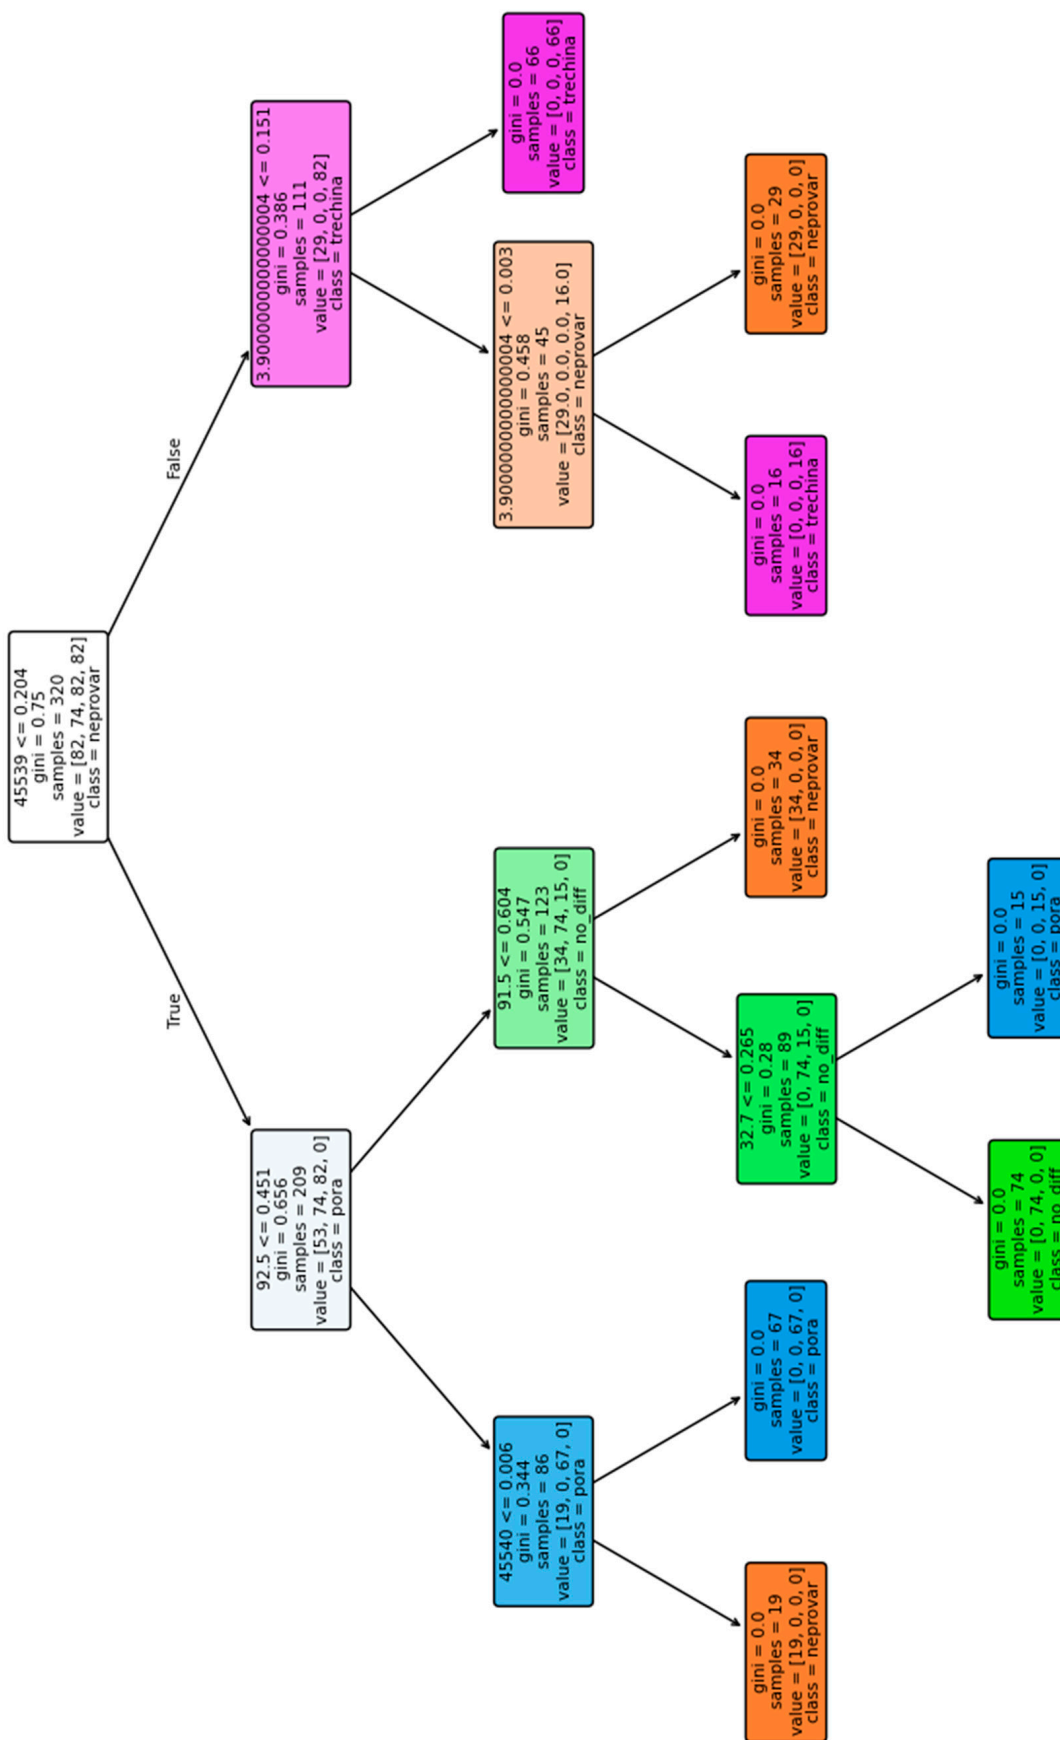 45539 <= 0.204
gini = 0.75
samples = 320
value = [82, 74, 82, 82]
class = neprovar
True
False
92.5 <= 0.451
gini = 0.656
samples = 209
value = [53, 74, 82, 0]
class = pora
3.9000000000000004 <= 0.151
gini = 0.386
samples = 111
value = [29, 0, 0, 82]
class = trechina
45540 <= 0.006
gini = 0.344
samples = 86
value = [19, 0, 67, 0]
class = pora
91.5 <= 0.604
gini = 0.547
samples = 123
value = [34, 74, 15, 0]
class = no_diff
3.9000000000000004 <= 0.003
gini = 0.458
samples = 45
value = [29.0, 0.0, 0.0, 16.0]
class = neprovar
gini = 0.0
samples = 66
value = [0, 0, 0, 66]
class = trechina
gini = 0.0
samples = 19
value = [19, 0, 0, 0]
class = neprovar
gini = 0.0
samples = 67
value = [0, 0, 67, 0]
class = pora
32.7 <= 0.265
gini = 0.28
samples = 89
value = [0, 74, 15, 0]
class = no_diff
gini = 0.0
samples = 34
value = [34, 0, 0, 0]
class = neprovar
gini = 0.0
samples = 16
value = [0, 0, 0, 16]
class = trechina
gini = 0.0
samples = 29
value = [29, 0, 0, 0]
class = neprovar
gini = 0.0
samples = 74
value = [0, 74, 0, 0]
class = no_diff
gini = 0.0
samples = 15
value = [0, 0, 15, 0]
class = pora